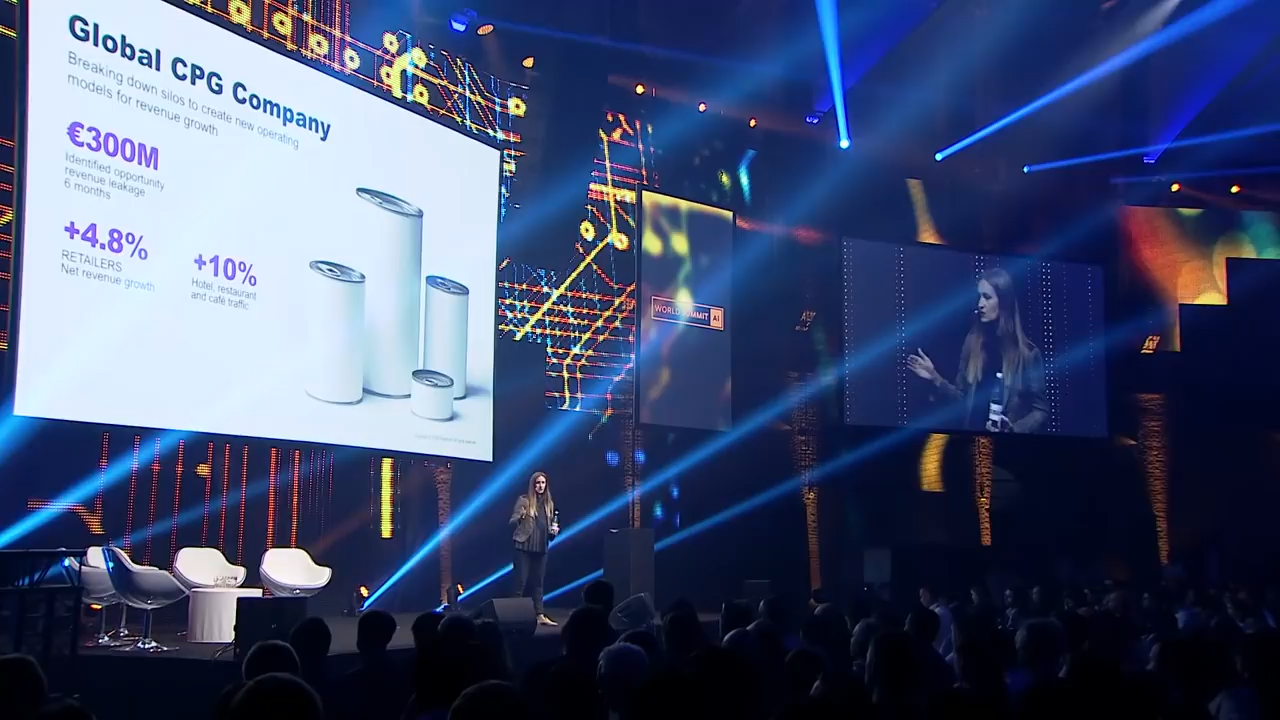 Global CPG Company
Breaking down silos to create new operating
models for revenue growth
€300M
Identified opportunity
revenue leakage
6 months
+4.8%
RETAILERS
Net revenue growth
+10%
Hotel, restaurant
and café traffic
WORLD SUMMIT AI